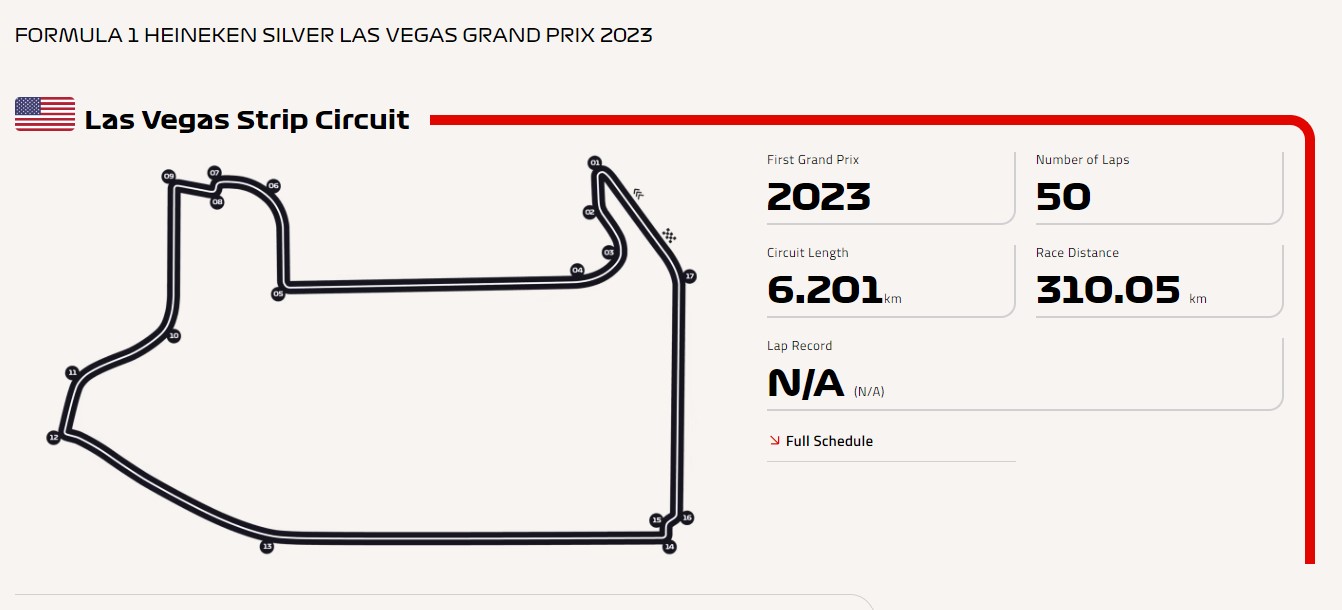 FORMULA 1 HEINEKEN SILVER LAS VEGAS GRAND PRIX 2023
Las Vegas Strip Circuit
First Grand Prix
2023
Number of Laps
50
Circuit Length
6.201km
Race Distance
310.05 km
Lap Record
N/A (N/A)
Full Schedule
01
02
03
04
05
06
07
08
09
10
11
12
13
14
15
16
17